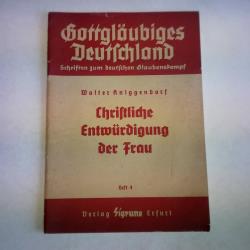 Gottgläubiges
Deutschland
Schriften zum deutschen Glaubenskampf
Walter Kniggendorf
Christliche
Entwürdigung
der Frau
Heft 4
Verlag Sigrune Erfurt